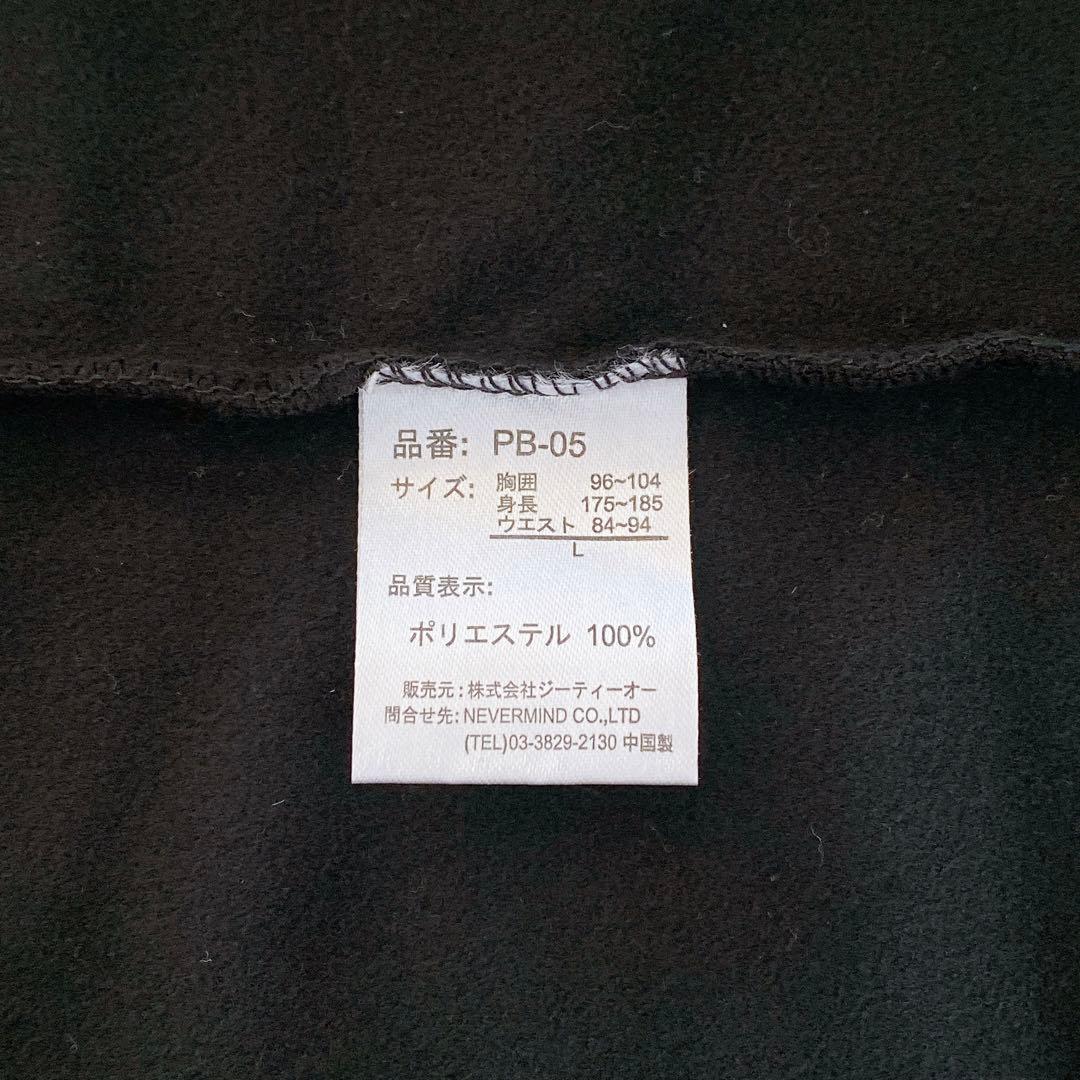 品番: PB-05
サイズ: 胸囲 96~104
身長 175~185
ウエスト 84~94
L
品質表示:
ポリエステル 100%
販売元:株式会社ジーティーオー
問合せ先:NEVERMIND CO.,LTD
(TEL)03-3829-2130 中国製